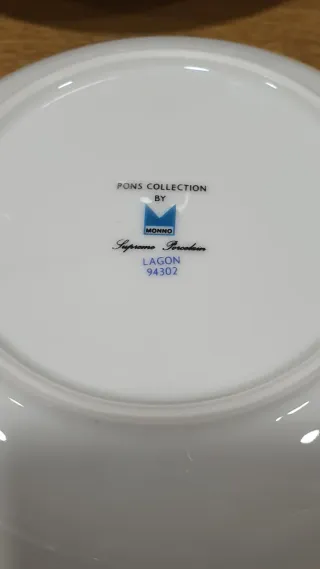 PONS COLLECTION
BY
MONNO
Supreme Porcelain
LAGON
94302